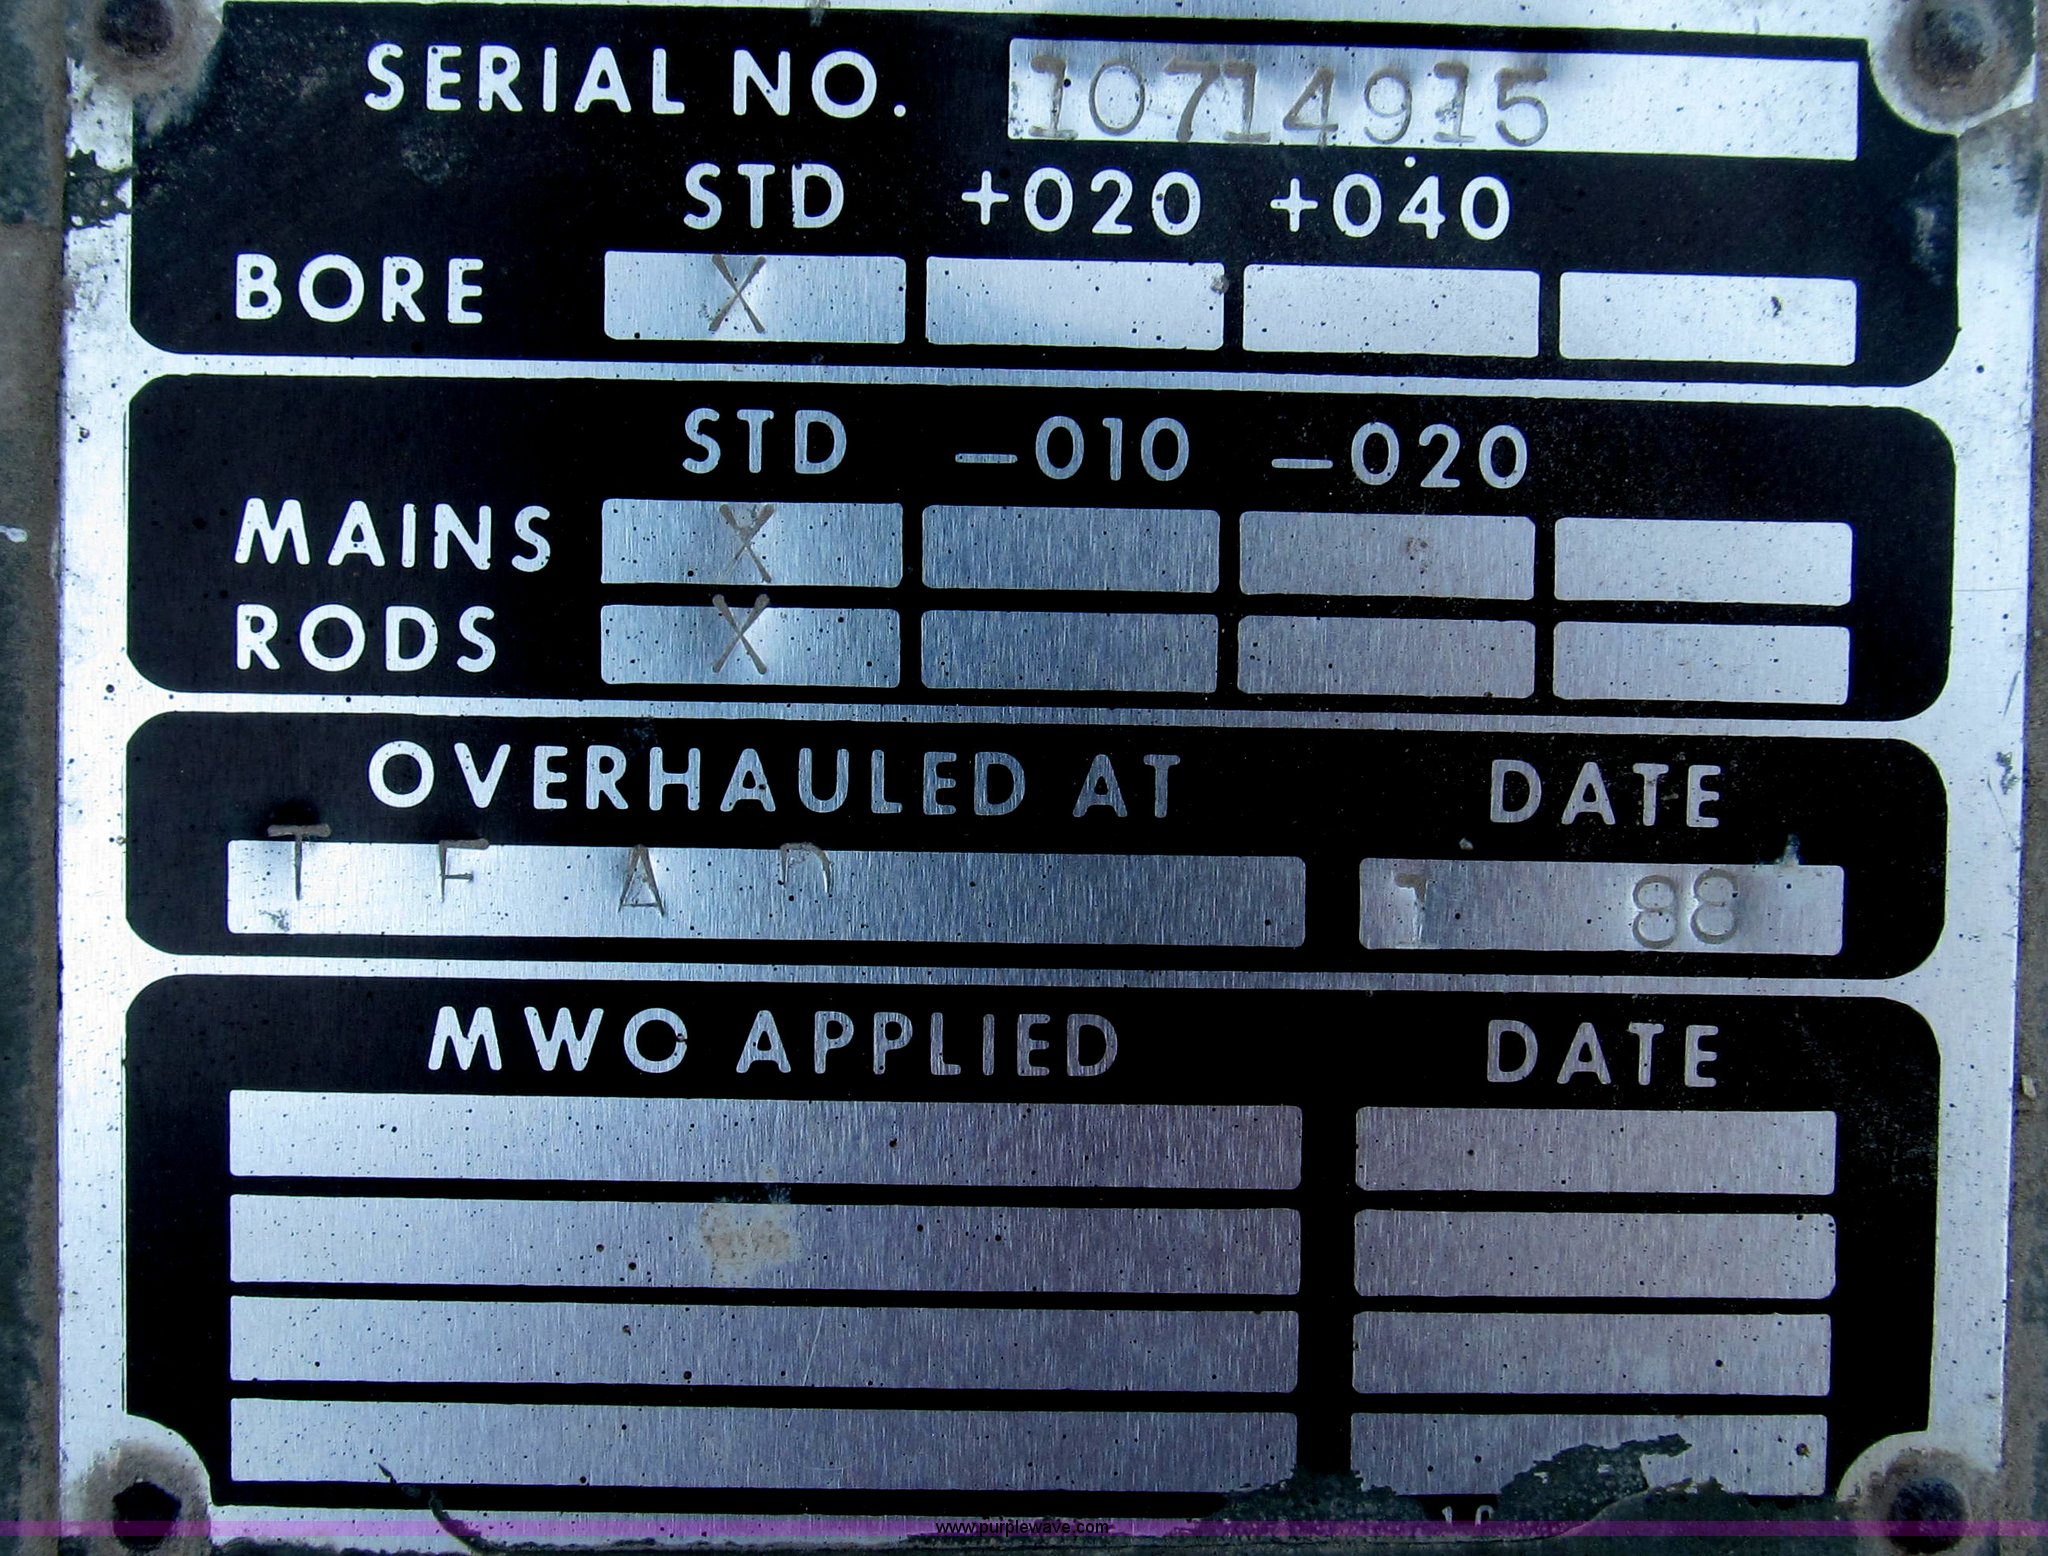 SERIAL NO. 10714915
STD +020 +040
BORE X
STD —010 —020
MAINS X
RODS X
OVERHAULED AT DATE
T E A D 1 88
MWO APPLIED DATE
www.purplewave.com